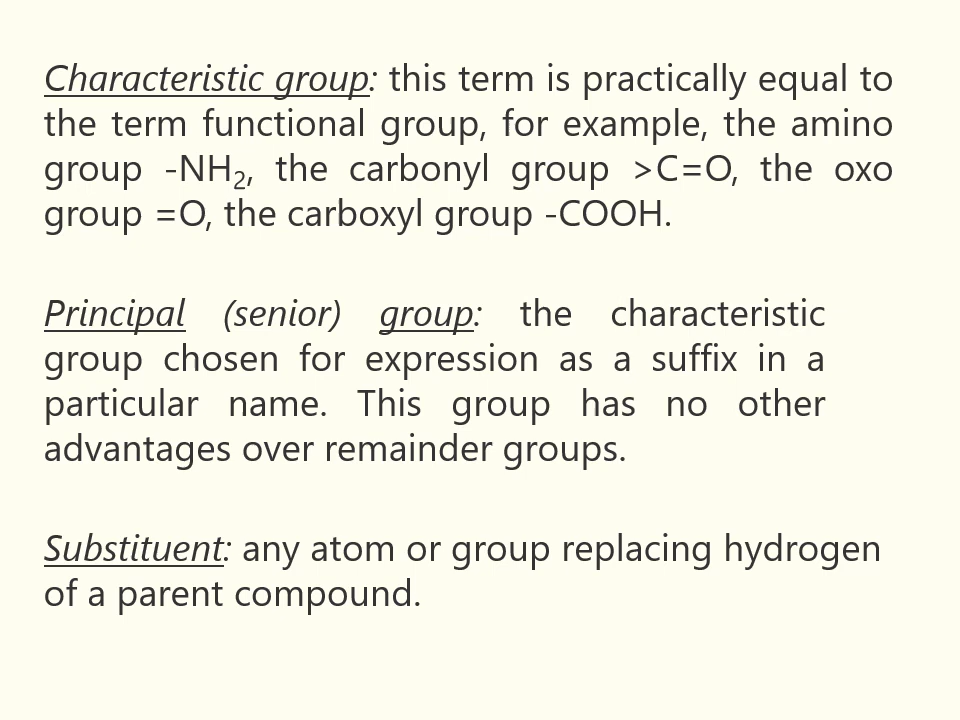 Characteristic group: this term is practically equal to
the term functional group, for example, the amino
group -NH₂, the carbonyl group >C=O, the oxo
group =O, the carboxyl group -COOH.
Principal (senior) group: the characteristic
group chosen for expression as a suffix in a
particular name. This group has no other
advantages over remainder groups.
Substituent: any atom or group replacing hydrogen
of a parent compound.